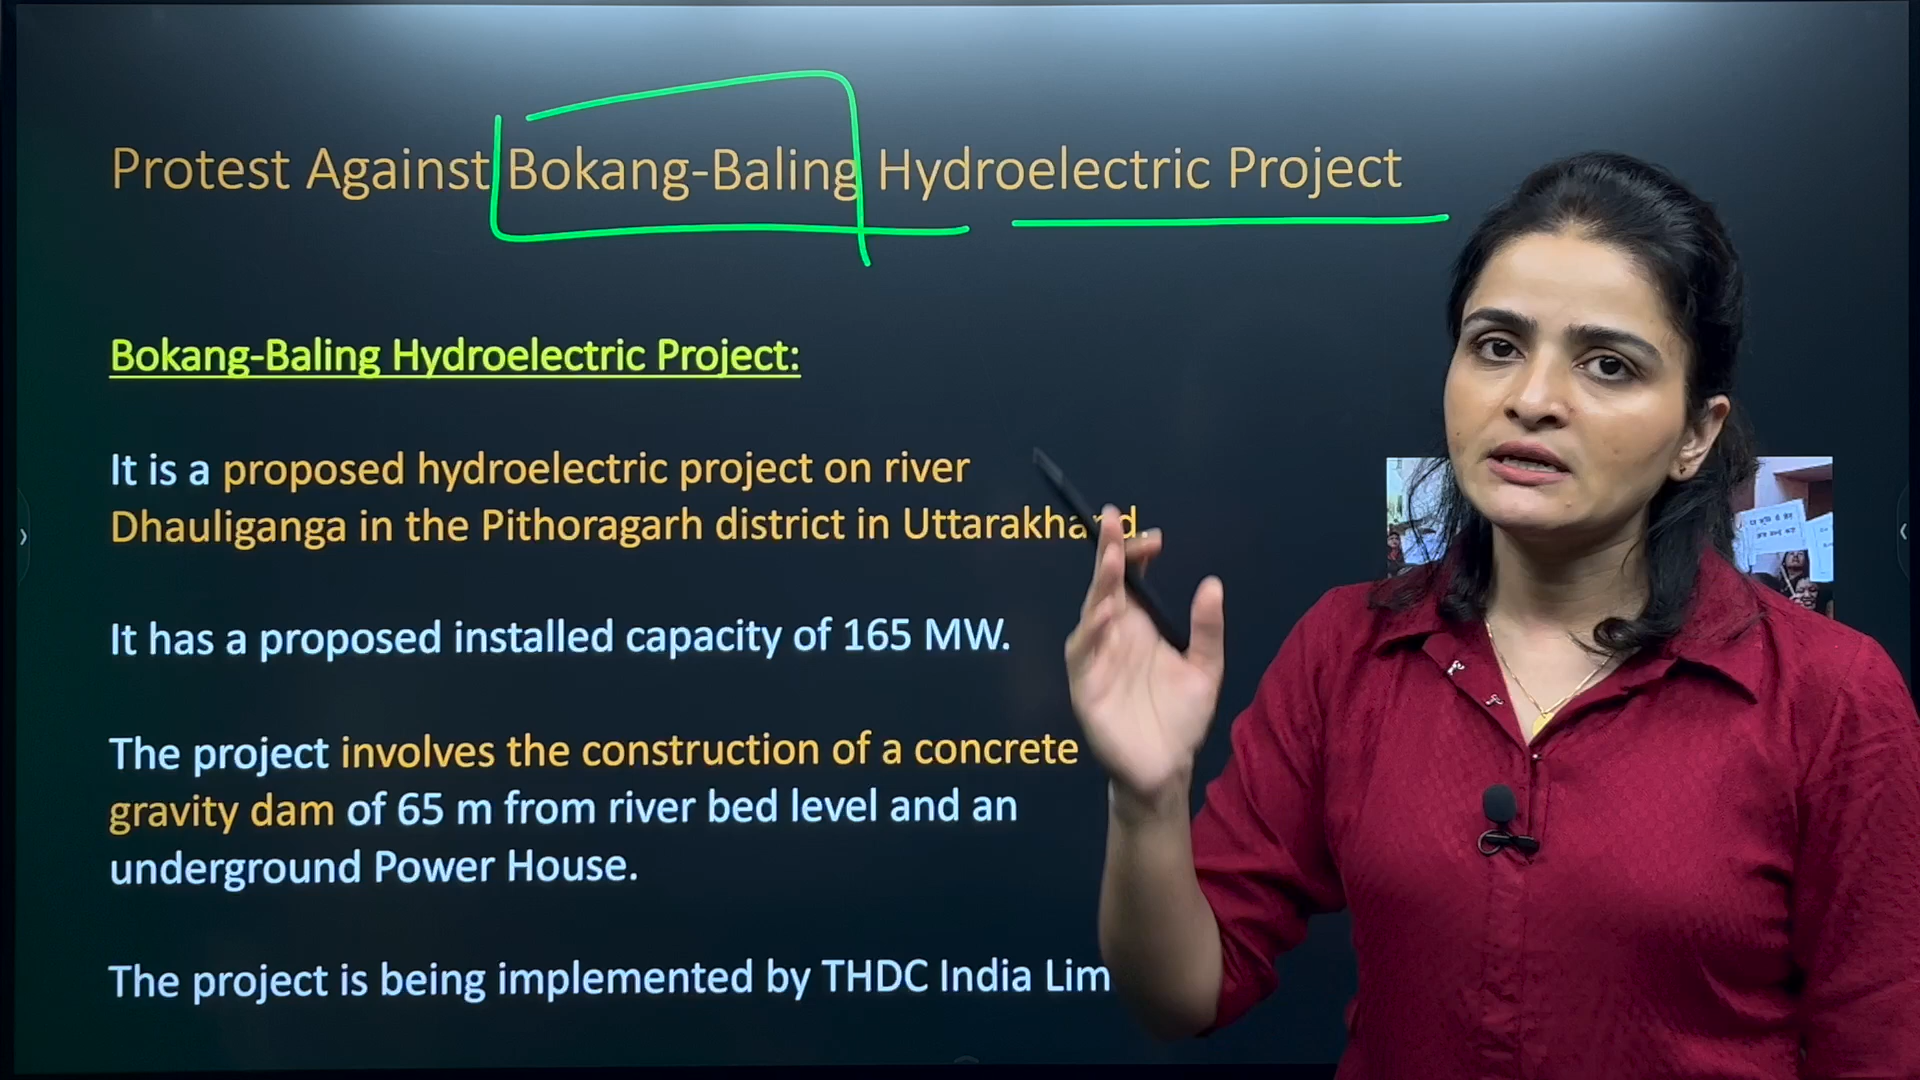 Protest Against Bokang-Baling Hydroelectric Project
Bokang-Baling Hydroelectric Project:
It is a proposed hydroelectric project on river
Dhauliganga in the Pithoragarh district in Uttarakhand.
It has a proposed installed capacity of 165 MW.
The project involves the construction of a concrete
gravity dam of 65 m from river bed level and an
underground Power House.
The project is being implemented by THDC India Lim